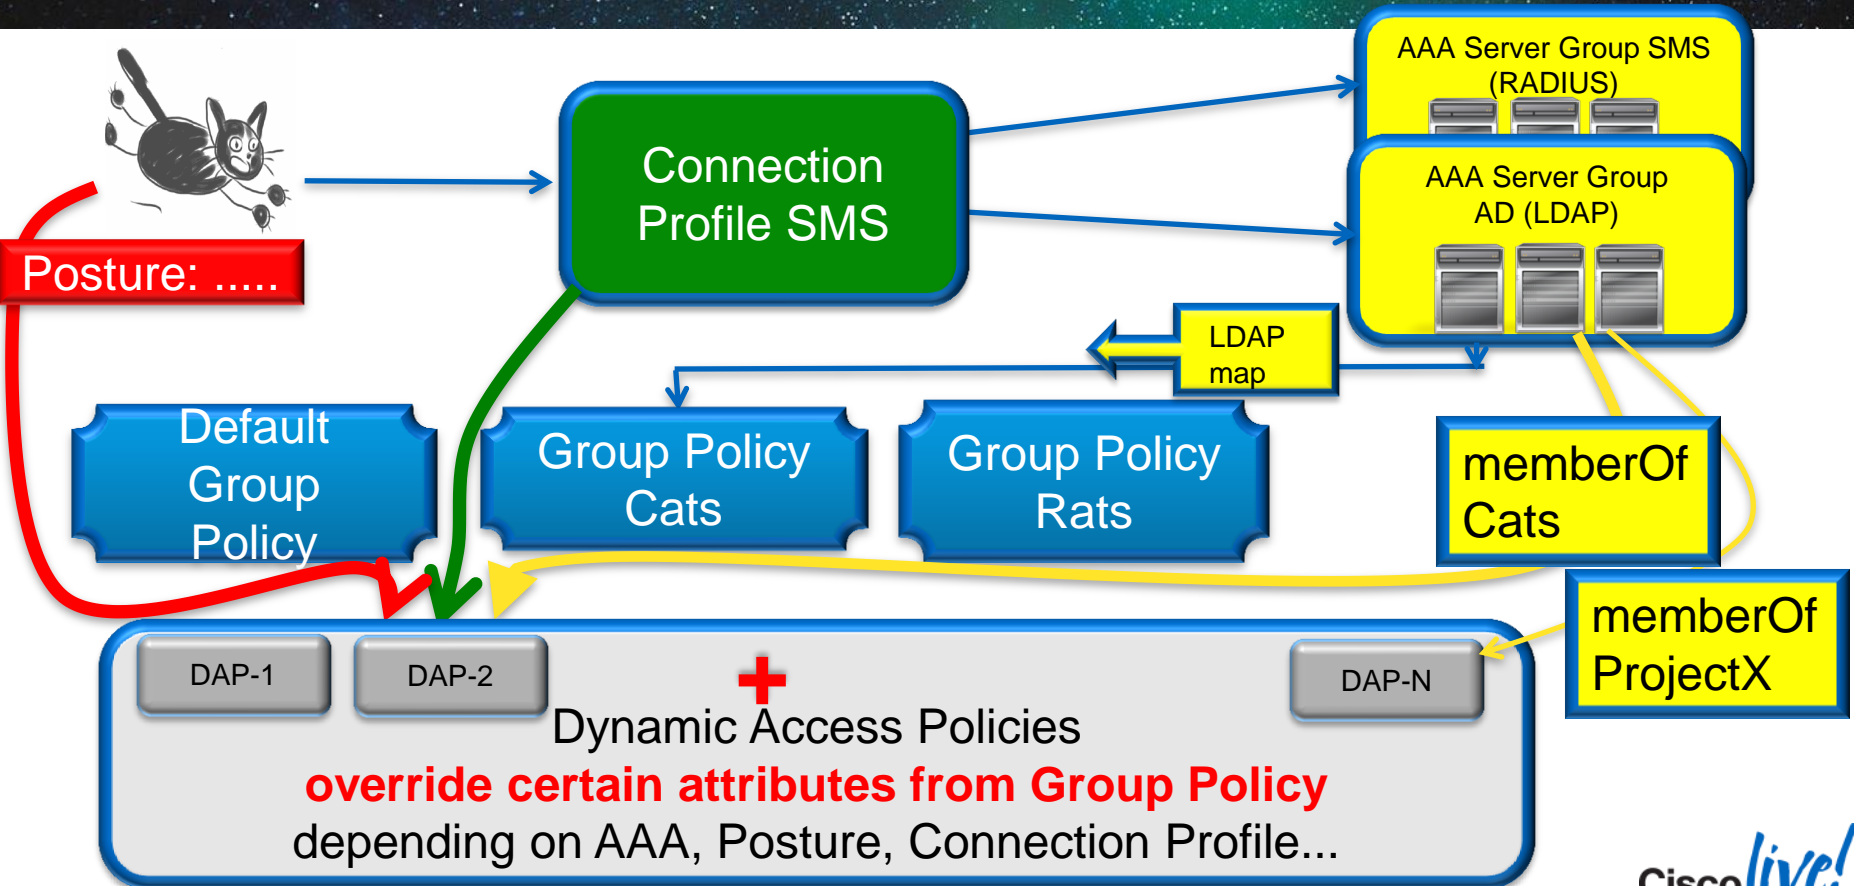 AAA Server Group SMS
(RADIUS)
Connection
Profile SMS
AAA Server Group
AD (LDAP)
Posture: .....
LDAP
map
Default
Group
Policy
Group Policy
Cats
Group Policy
Rats
memberOf
Cats
memberOf
ProjectX
DAP-1
DAP-2
DAP-N
Dynamic Access Policies
override certain attributes from Group Policy
depending on AAA, Posture, Connection Profile...
Cisco live!